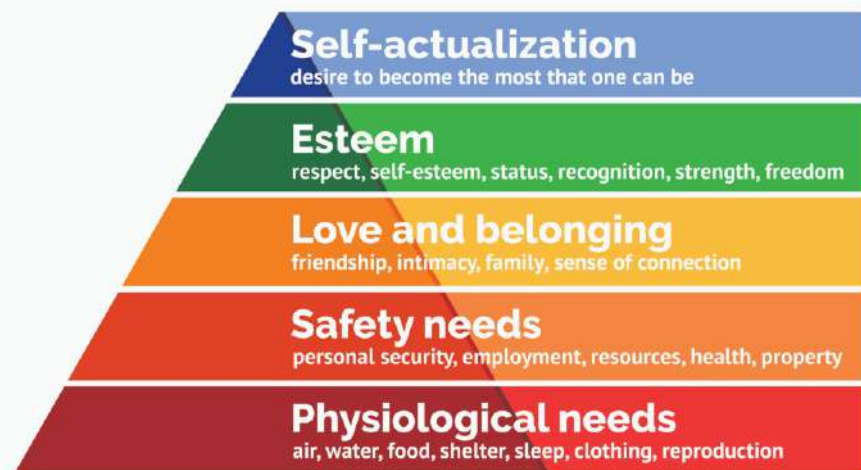 Self-actualization
desire to become the most that one can be
Esteem
respect, self-esteem, status, recognition, strength, freedom
Love and belonging
friendship, intimacy, family, sense of connection
Safety needs
personal security, employment, resources, health, property
Physiological needs
air, water, food, shelter, sleep, clothing, reproduction